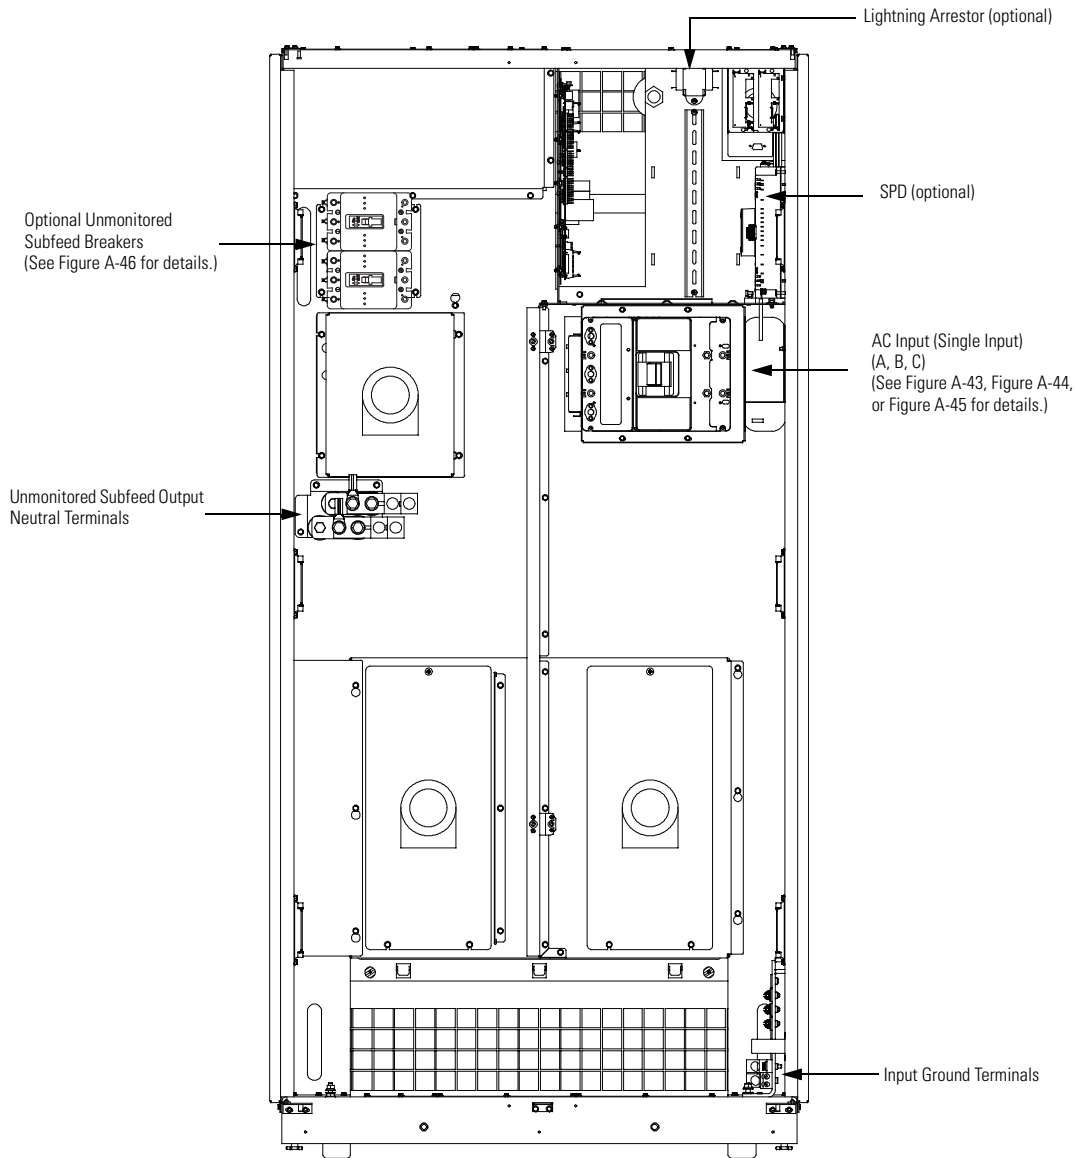 Lightning Arrestor (optional)
SPD (optional)
Optional Unmonitored
Subfeed Breakers
(See Figure A-46 for details.)
AC Input (Single Input)
(A, B, C)
(See Figure A-43, Figure A-44,
or Figure A-45 for details.)
Unmonitored Subfeed Output
Neutral Terminals
Input Ground Terminals